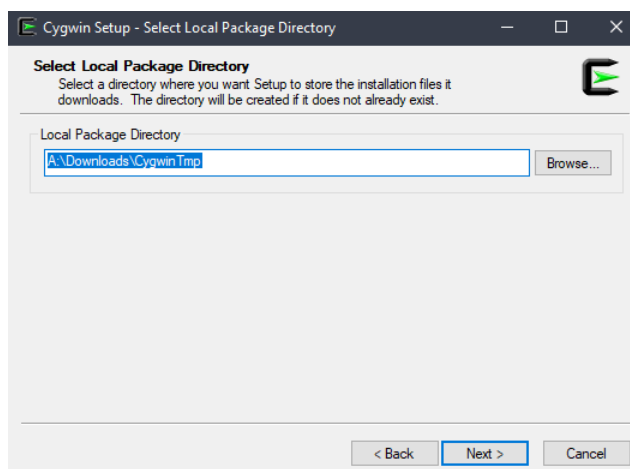 Cygwin Setup - Select Local Package Directory
Select Local Package Directory
Select a directory where you want Setup to store the installation files it
downloads. The directory will be created if it does not already exist.
Local Package Directory
A:\Downloads\CygwinTmp
Browse...
< Back
Next >
Cancel